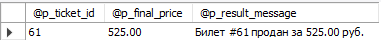 @p_ticket_id @p_final_price @p_result_message
61 525.00 Билет #61 продан за 525.00 руб.